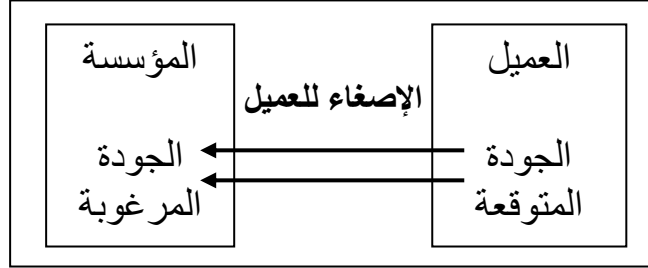 العميل
المؤسسة
الإصغاء للعميل
الجودة
المتوقعة
الجودة
المرغوبة